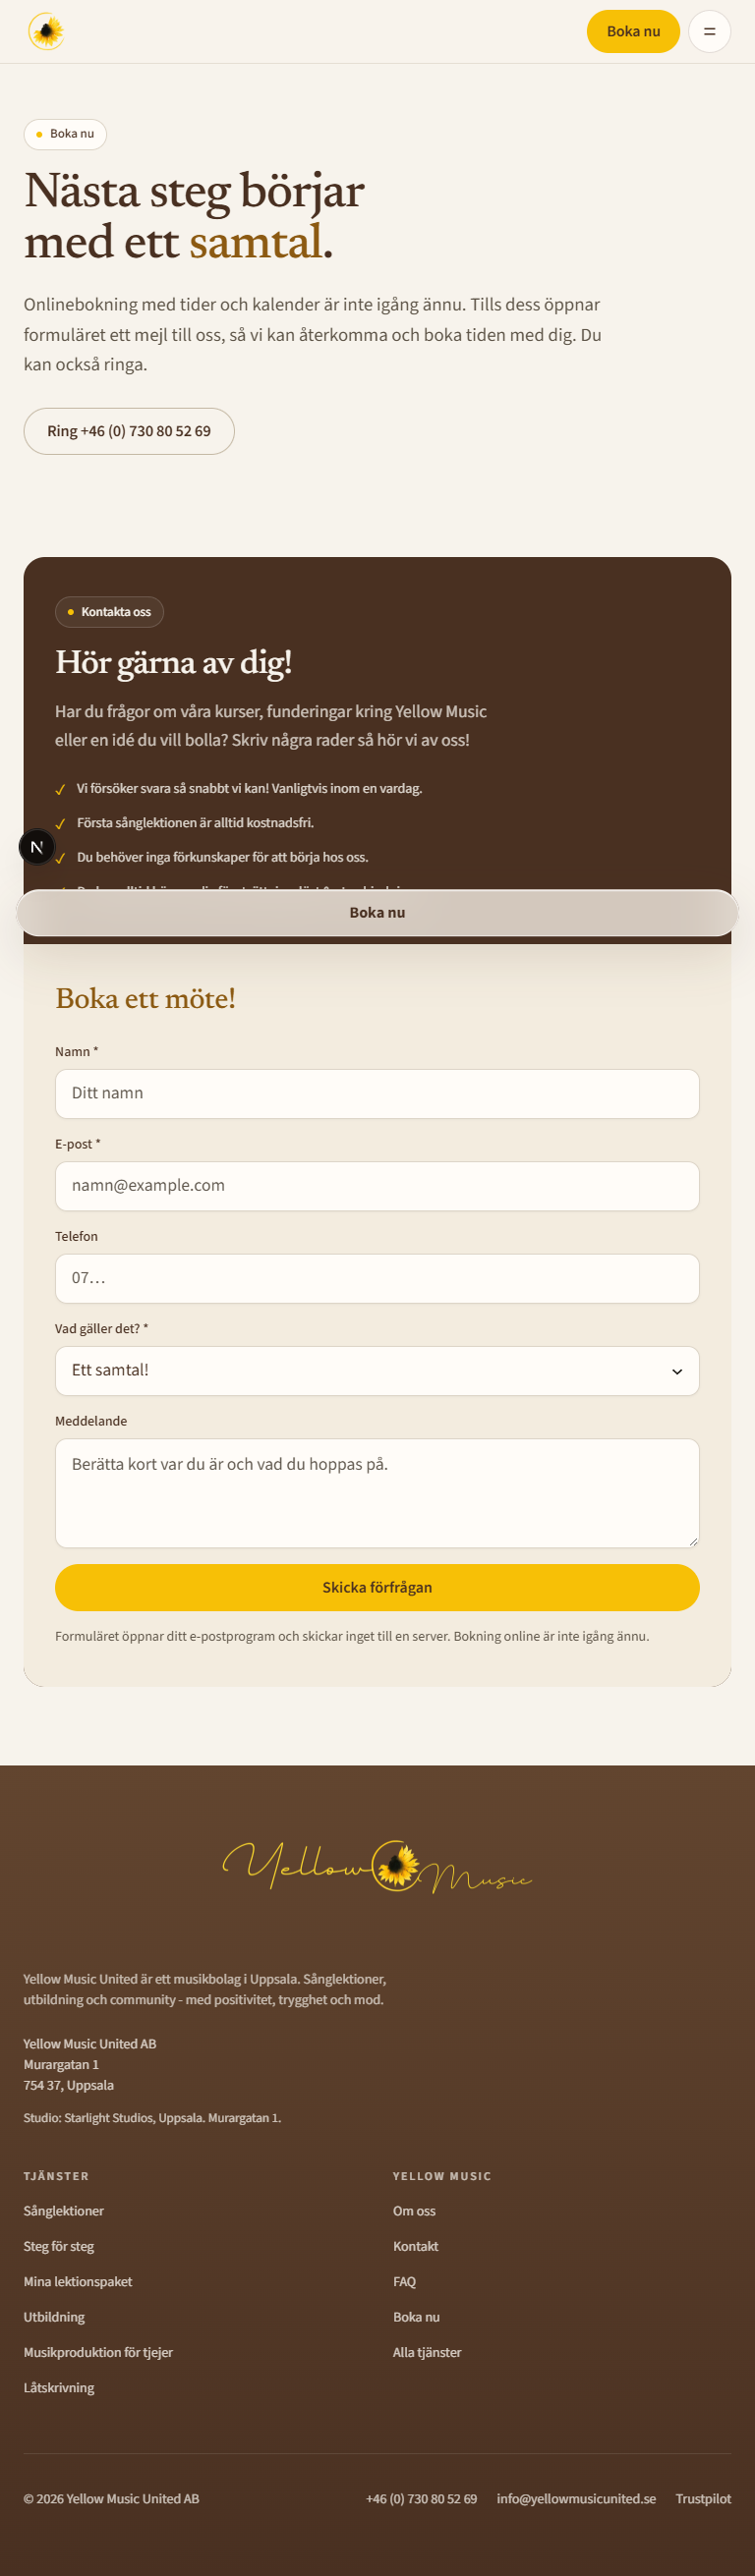 Boka nu
Boka nu
Nästa steg börjar
med ett samtal.
Onlinebokning med tider och kalender är inte igång ännu. Tills dess öppnar
formuläret ett mejl till oss, så vi kan återkomma och boka tiden med dig. Du
kan också ringa.
Ring +46 (0) 730 80 52 69
Kontakta oss
Hör gärna av dig!
Har du frågor om våra kurser, funderingar kring Yellow Music
eller en idé du vill bolla? Skriv några rader så hör vi av oss!
Vi försöker svara så snabbt vi kan! Vanligtvis inom en vardag.
Första sånglektionen är alltid kostnadsfri.
N
Du behöver inga förkunskaper för att börja hos oss.
Boka nu
Boka ett möte!
Namn *
Ditt namn
E-post *
namn@example.com
Telefon
07…
Vad gäller det? *
Ett samtal!
Meddelande
Berätta kort var du är och vad du hoppas på.
Skicka förfrågan
Formuläret öppnar ditt e-postprogram och skickar inget till en server. Bokning online är inte igång ännu.
Yellow Music
Yellow Music United är ett musikbolag i Uppsala. Sånglektioner,
utbildning och community - med positivitet, trygghet och mod.
Yellow Music United AB
Murargatan 1
754 37, Uppsala
Studio: Starlight Studios, Uppsala. Murargatan 1.
TJÄNSTER
Sånglektioner
Steg för steg
Mina lektionspaket
Utbildning
Musikproduktion för tjejer
Låtskrivning
YELLOW MUSIC
Om oss
Kontakt
FAQ
Boka nu
Alla tjänster
© 2026 Yellow Music United AB
+46 (0) 730 80 52 69
info@yellowmusicunited.se
Trustpilot